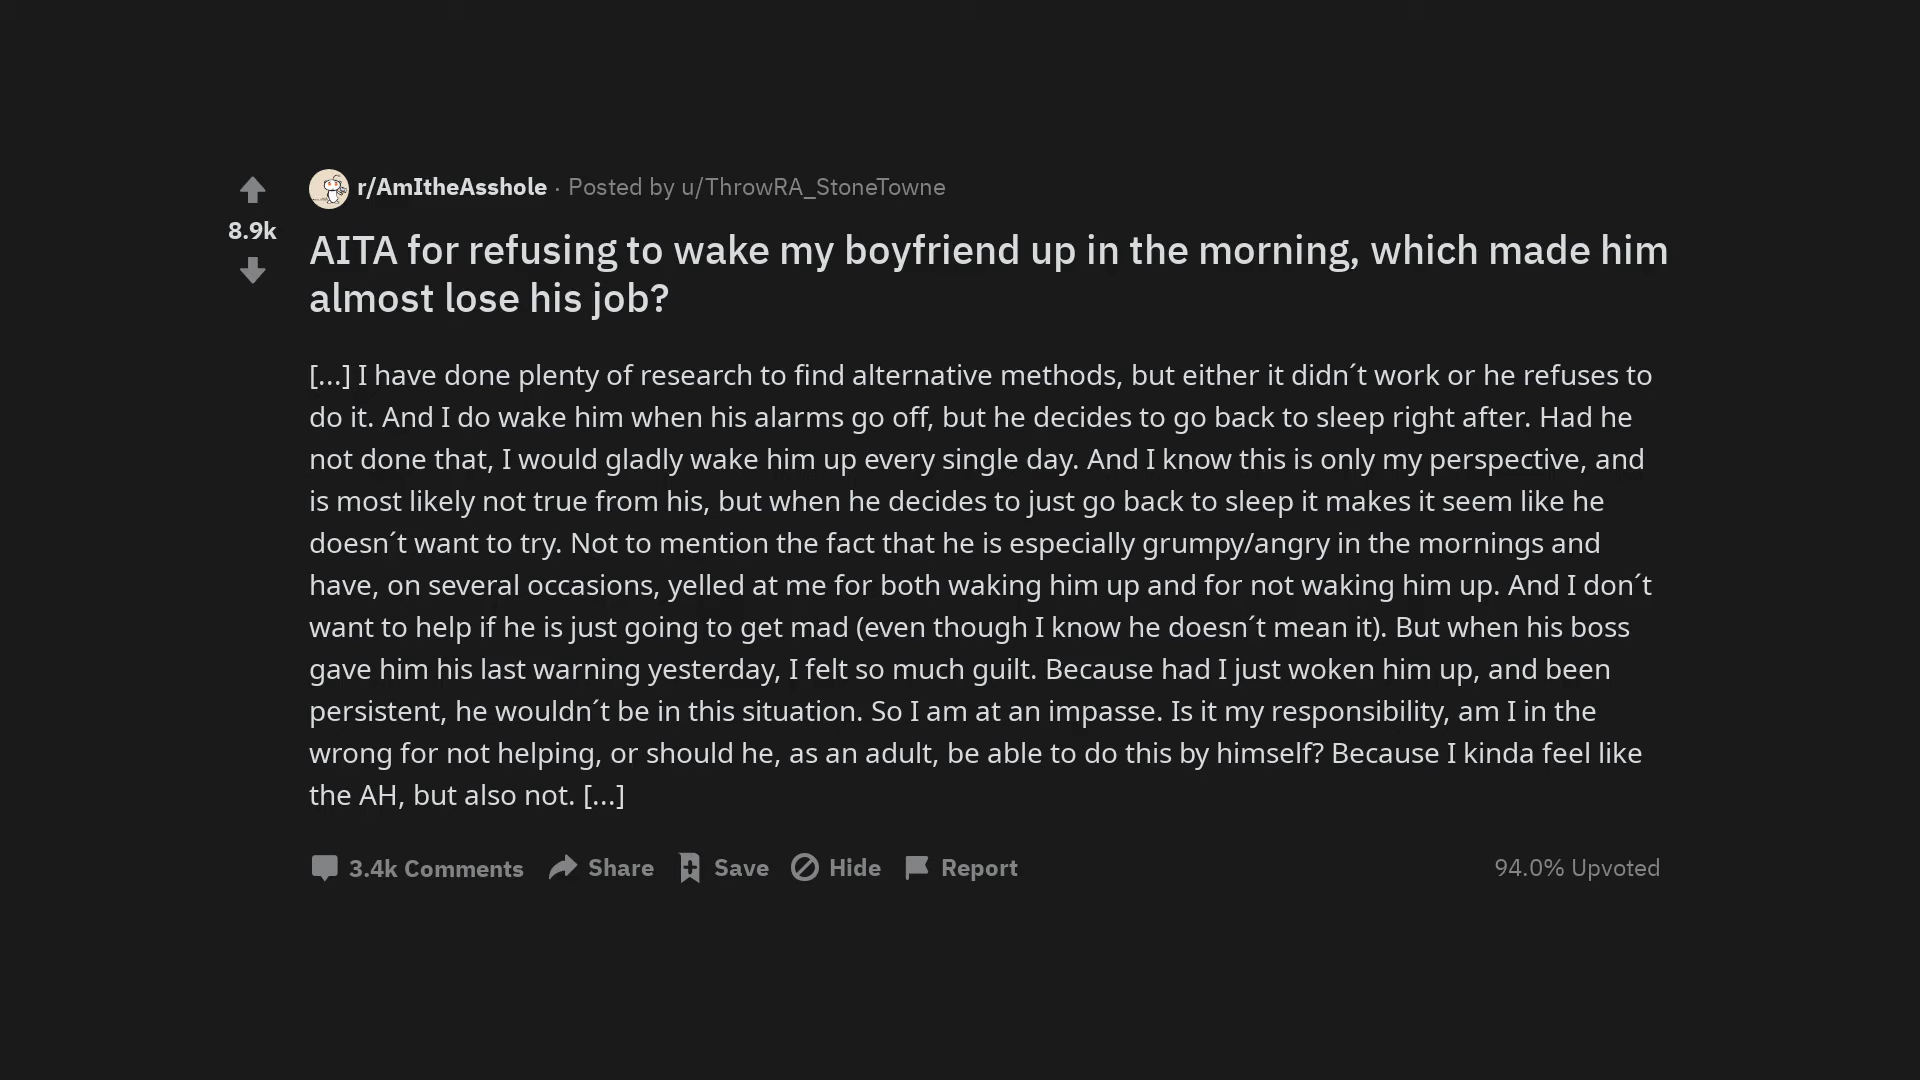 r/AmItheAsshole · Posted by u/ThrowRA_StoneTowne
8.9k
AITA for refusing to wake my boyfriend up in the morning, which made him
almost lose his job?
[...] I have done plenty of research to find alternative methods, but either it didn´t work or he refuses to
do it. And I do wake him when his alarms go off, but he decides to go back to sleep right after. Had he
not done that, I would gladly wake him up every single day. And I know this is only my perspective, and
is most likely not true from his, but when he decides to just go back to sleep it makes it seem like he
doesn´t want to try. Not to mention the fact that he is especially grumpy/angry in the mornings and
have, on several occasions, yelled at me for both waking him up and for not waking him up. And I don´t
want to help if he is just going to get mad (even though I know he doesn´t mean it). But when his boss
gave him his last warning yesterday, I felt so much guilt. Because had I just woken him up, and been
persistent, he wouldn´t be in this situation. So I am at an impasse. Is it my responsibility, am I in the
wrong for not helping, or should he, as an adult, be able to do this by himself? Because I kinda feel like
the AH, but also not. [...]
3.4k Comments Share Save Hide Report 94.0% Upvoted